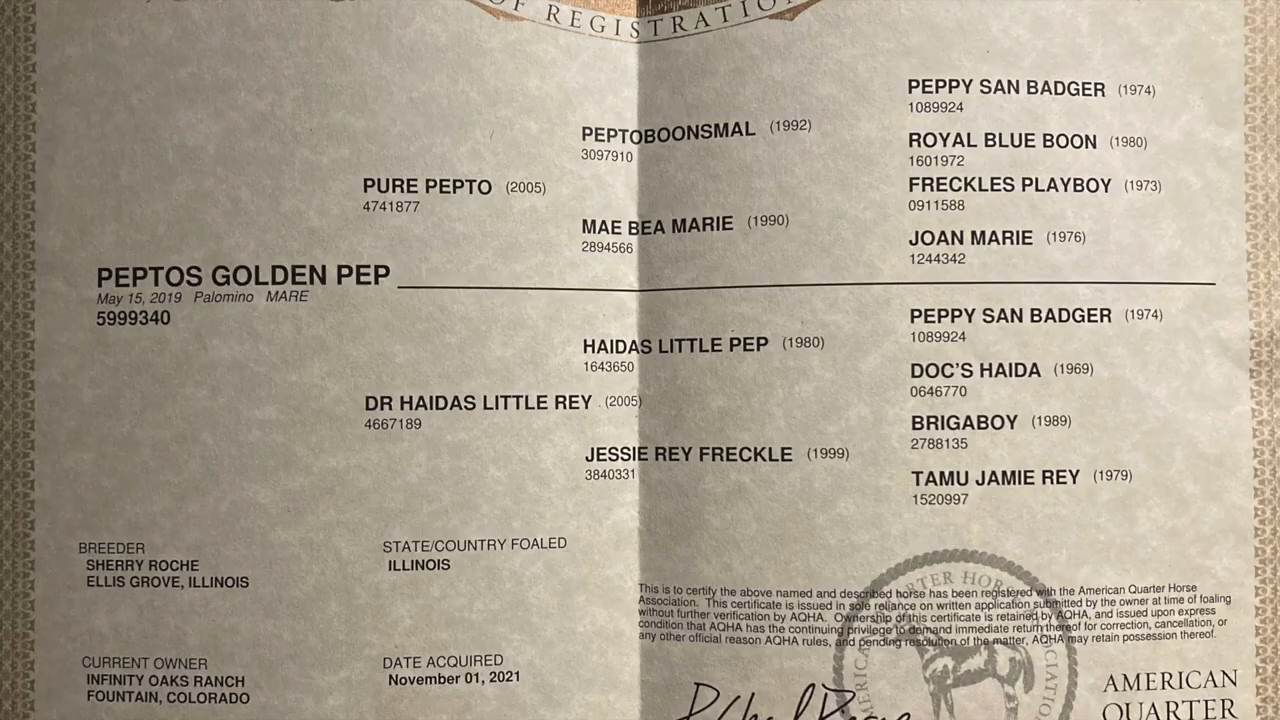 OF REGISTRATION
PEPPY SAN BADGER (1974)
1089924
PEPTOBOONSMAL (1992)
3097910
ROYAL BLUE BOON (1980)
1601972
PURE PEPTO (2005)
4741877
FRECKLES PLAYBOY (1973)
0911588
MAE BEA MARIE (1990)
2894566
JOAN MARIE (1976)
1244342
PEPTOS GOLDEN PEP
May 15, 2019 Palomino MARE
5999340
PEPPY SAN BADGER (1974)
1089924
HAIDAS LITTLE PEP (1980)
1643650
DOC'S HAIDA (1969)
0646770
DR HAIDAS LITTLE REY (2005)
4667189
BRIGABOY (1989)
2788135
JESSIE REY FRECKLE (1999)
3840331
TAMU JAMIE REY (1979)
1520997
BREEDER
SHERRY ROCHE
ELLIS GROVE, ILLINOIS
STATE/COUNTRY FOALED
ILLINOIS
This is to certify the above named and described horse has been registered with the American Quarter Horse
Association. This certificate is issued in sole reliance on written application submitted by the owner at time of foaling
without further verification by AQHA. Ownership of this certificate is retained by AQHA, and issued upon express
condition that AQHA has the continuing privilege to demand immediate return thereof for correction, cancellation, or
any other official reason AQHA rules, and pending resolution of the matter, AQHA may retain possession thereof.
CURRENT OWNER
INFINITY OAKS RANCH
FOUNTAIN, COLORADO
DATE ACQUIRED
November 01, 2021
AMERICAN
QUARTER